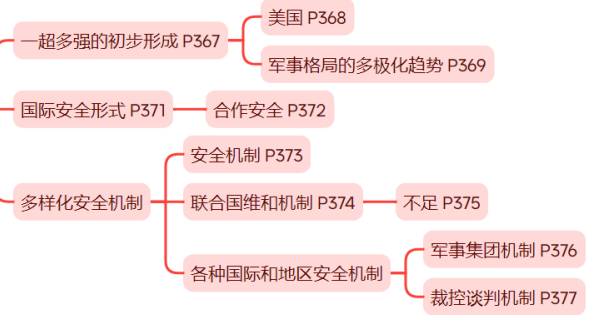 一超多强的初步形成 P367
美国 P368
军事格局的多极化趋势 P369
国际安全形式 P371
合作安全 P372
多样化安全机制
安全机制 P373
联合国维和机制 P374
不足 P375
各种国际和地区安全机制
军事集团机制 P376
裁控谈判机制 P377